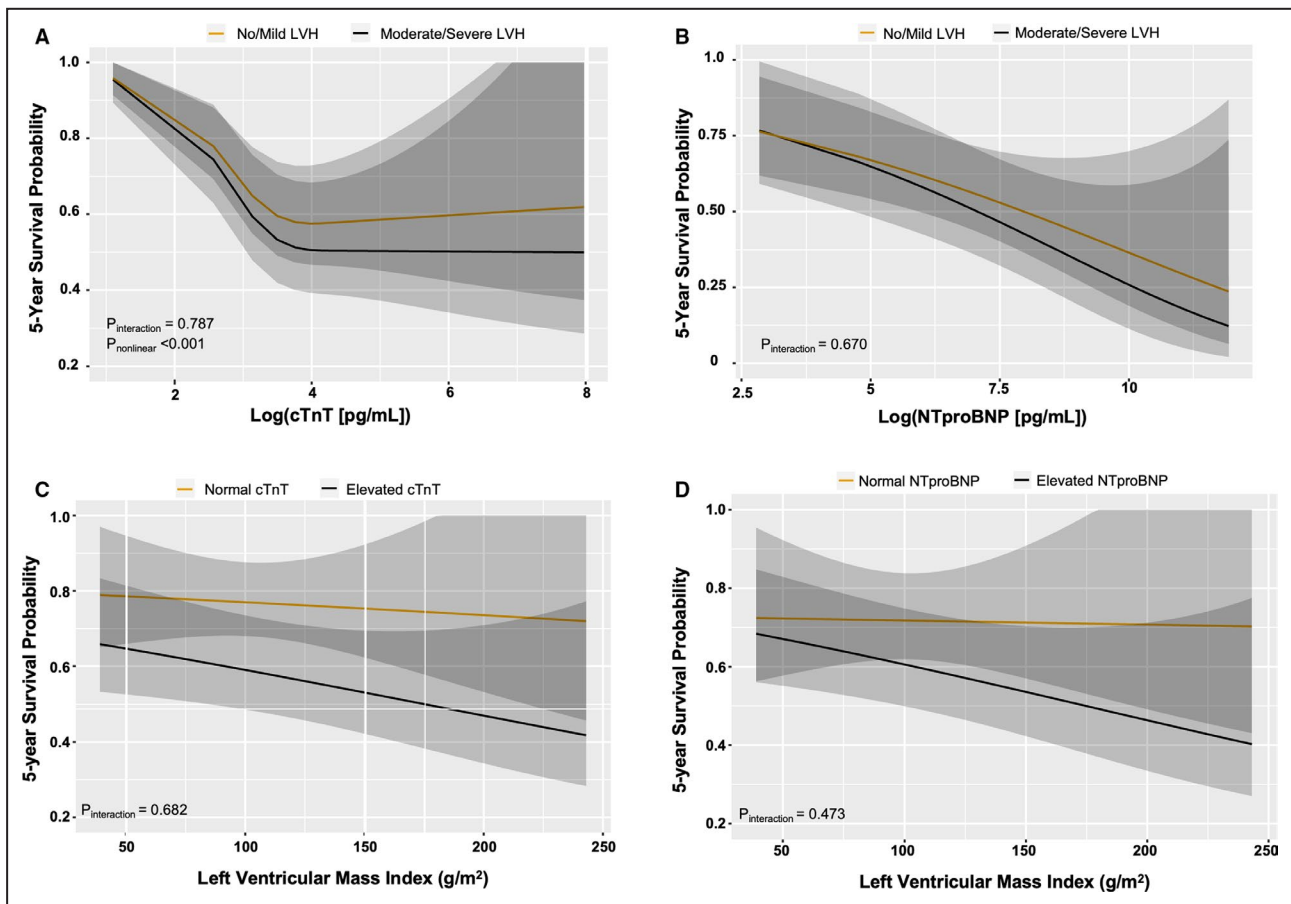 A
No/Mild LVH
Moderate/Severe LVH
5-Year Survival Probability
1.0
0.8
0.6
0.4
0.2
Pinteraction = 0.787
Pnonlinear <0.001
2
4
6
8
Log(cTnT [pg/mL])
B
No/Mild LVH
Moderate/Severe LVH
5-Year Survival Probability
1.0
0.75
0.50
0.25
0
Pinteraction = 0.670
2.5
5
7.5
10
Log(NTproBNP [pg/mL])
C
Normal cTnT
Elevated cTnT
5-year Survival Probability
1.0
0.8
0.6
0.4
0.2
Pinteraction = 0.682
50
100
150
200
250
Left Ventricular Mass Index (g/m²)
D
Normal NTproBNP
Elevated NTproBNP
5-year Survival Probability
1.0
0.8
0.6
0.4
0.2
Pinteraction = 0.473
50
100
150
200
250
Left Ventricular Mass Index (g/m²)